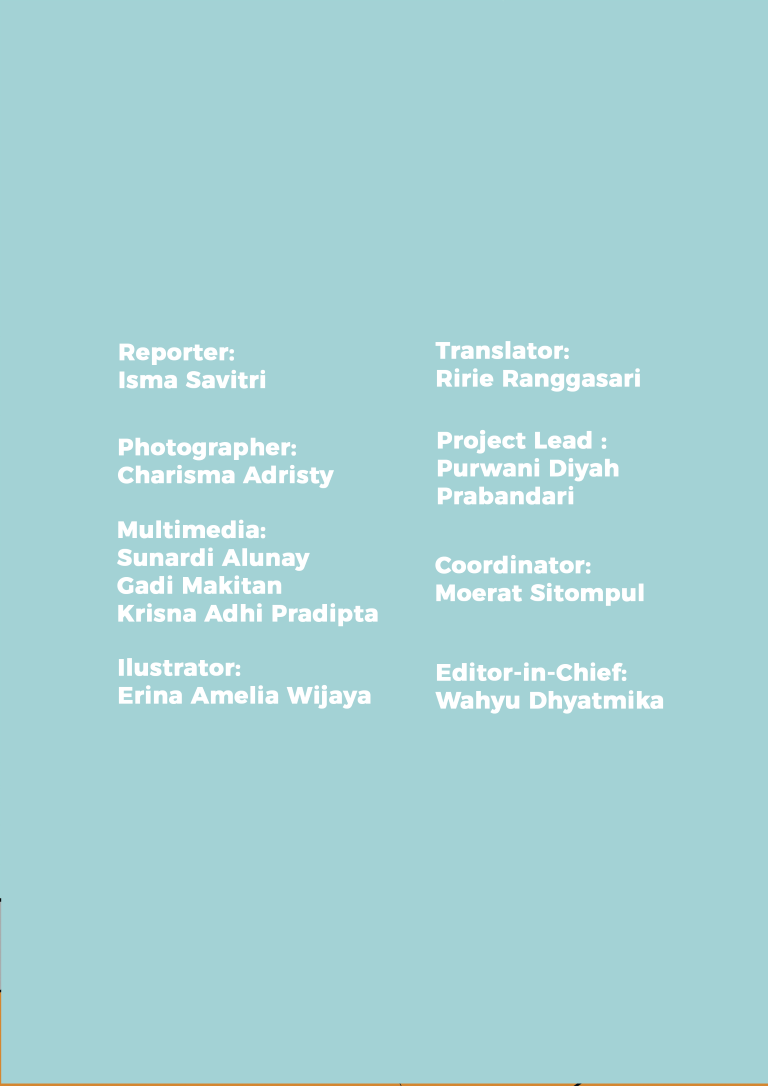 Reporter:
Isma Savitri
Photographer:
Charisma Adristy
Multimedia:
Sunardi Alunay
Gadi Makitan
Krisna Adhi Pradipta
Ilustrator:
Erina Amelia Wijaya
Translator:
Ririe Ranggasari
Project Lead :
Purwani Diyah
Prabandari
Coordinator:
Moerat Sitompul
Editor-in-Chief:
Wahyu Dhyatmika